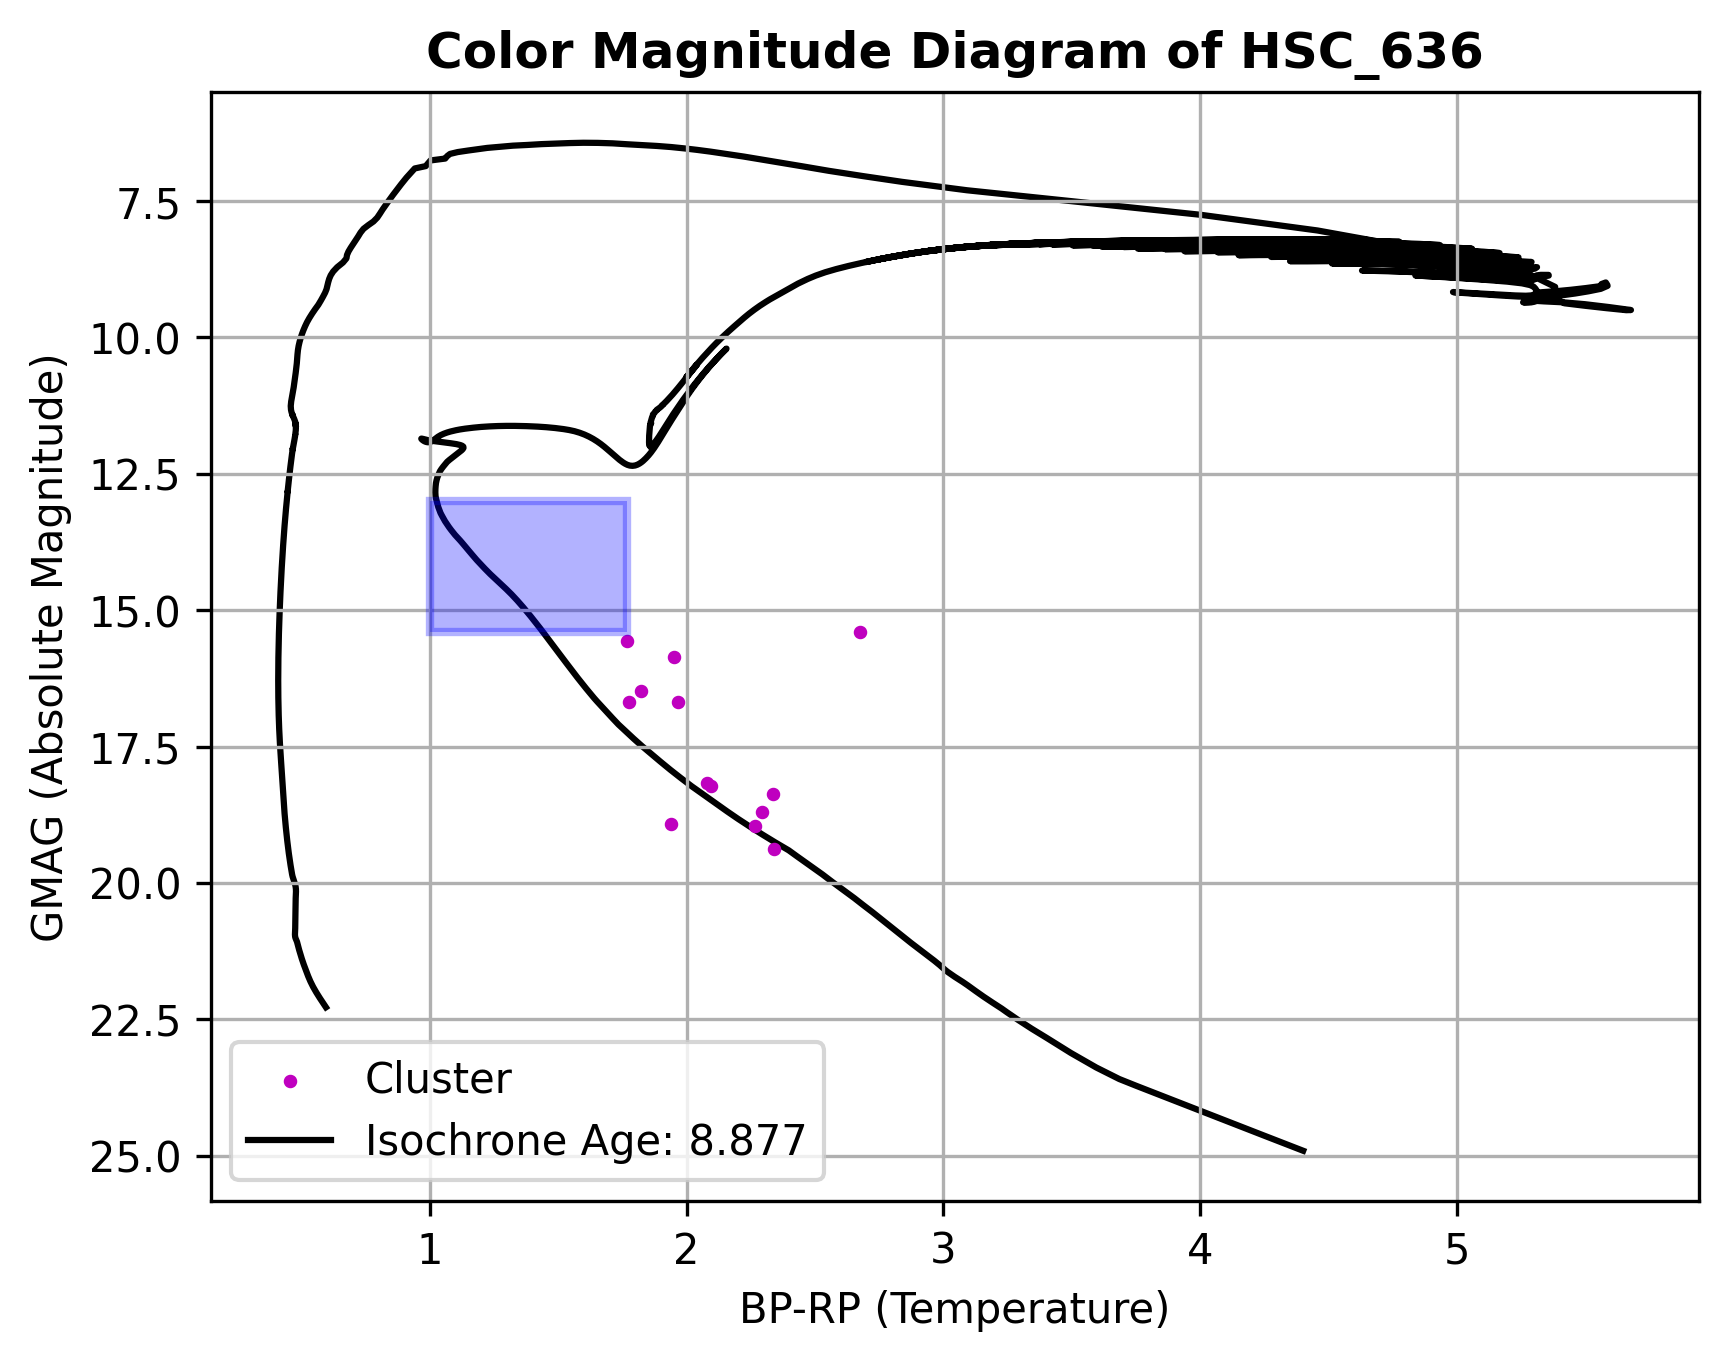 Color Magnitude Diagram of HSC_636
GMAG (Absolute Magnitude)
7.5
10.0
12.5
15.0
17.5
20.0
22.5
25.0
Cluster
Isochrone Age: 8.877
1 2 3 4 5
BP-RP (Temperature)